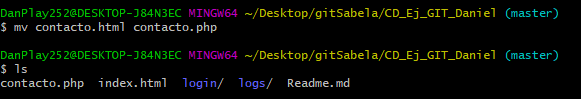 DanPlay252@DESKTOP-J84N3EC MINGW64 ~/Desktop/gitSabela/CD_Ej_GIT_Daniel (master)
$ mv contacto.html contacto.php
DanPlay252@DESKTOP-J84N3EC MINGW64 ~/Desktop/gitSabela/CD_Ej_GIT_Daniel (master)
$ ls
contacto.php  index.html  login/  logs/  Readme.md